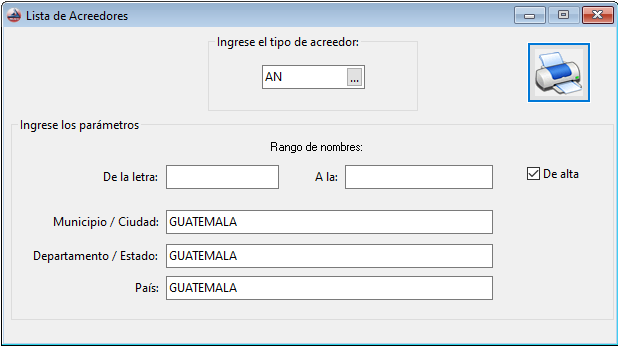 Lista de Acreedores
Ingrese el tipo de acreedor:
AN ...
Ingrese los parámetros
Rango de nombres:
De la letra: A la: De alta
Municipio / Ciudad: GUATEMALA
Departamento / Estado: GUATEMALA
País: GUATEMALA